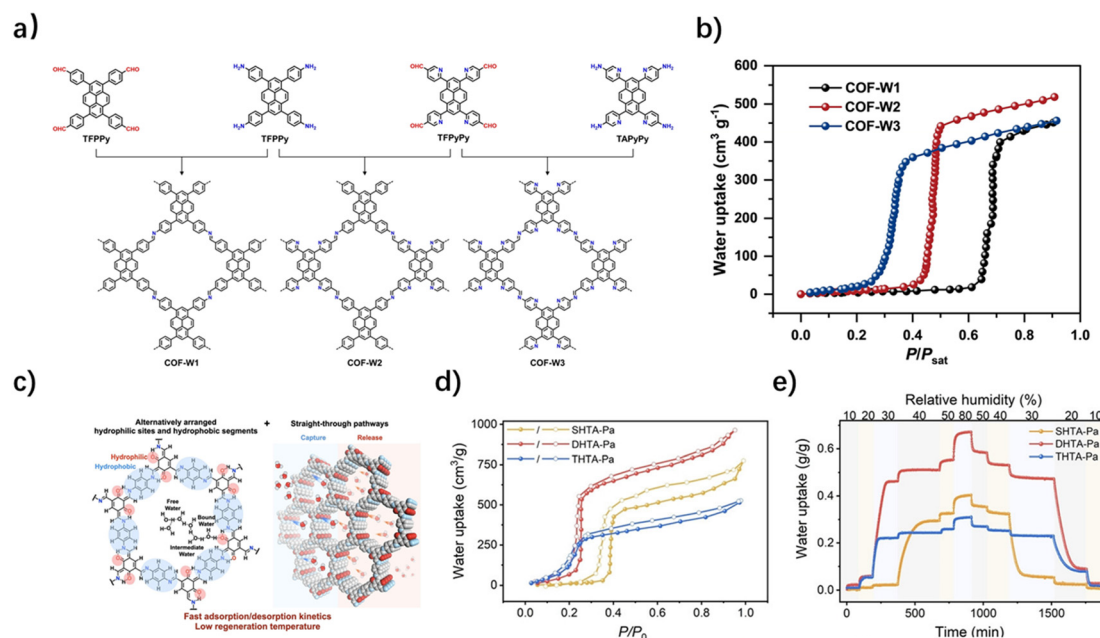 a)
OHC CHO H₂N NH₂ OHC CHO H₂N NH₂
N N N N
N N N N
OHC CHO H₂N NH₂ OHC CHO H₂N NH₂
TFPPy TFPPy TFPyPy TAPyPy
COF-W1 COF-W2 COF-W3
b)
COF-W1
COF-W2
COF-W3
Water uptake (cm³ g⁻¹)
600
500
400
300
200
100
0
0.0 0.2 0.4 0.6 0.8 1.0
P/Psat
c)
Alternatively arranged
hydrophilic sites and hydrophobic segments
+
Straight-through pathways
Capture Release
Hydrophilic
Hydrophobic
Free
Water
Bound
Water
Intermediate
Water
Fast adsorption/desorption kinetics
Low regeneration temperature
d)
/ SHTA-Pa
/ DHTA-Pa
/ THTA-Pa
Water uptake (cm³/g)
1000
750
500
250
0
0.0 0.2 0.4 0.6 0.8 1.0
P/P₀
e)
Relative humidity (%)
10 20 30 40 50 80 50 40 20 10
SHTA-Pa
DHTA-Pa
THTA-Pa
Water uptake (g/g)
0.6
0.4
0.2
0.0
0 500 1000 1500
Time (min)